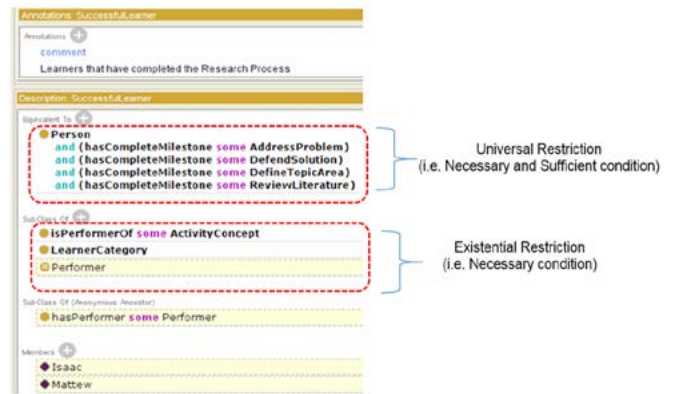 Annotations: SuccessfulLearner
Annotations
comment
Learners that have completed the Research Process
Description: SuccessfulLearner
Equivalent To
Person
and (hasCompleteMilestone some AddressProblem)
and (hasCompleteMilestone some DefendSolution)
and (hasCompleteMilestone some DefineTopicArea)
and (hasCompleteMilestone some ReviewLiterature)
Universal Restriction
(i.e. Necessary and Sufficient condition)
SubClass Of
isPerformerOf some ActivityConcept
LearnerCategory
Performer
Existential Restriction
(i.e. Necessary condition)
SubClass Of (Anonymous Ancestor)
hasPerformer some Performer
Members
Isaac
Mattew